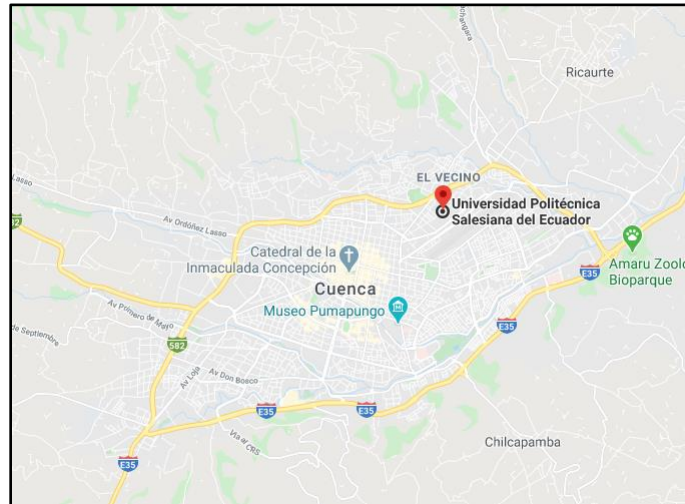 Ricaurte
EL VECINO
Universidad Politécnica
Salesiana del Ecuador
Lasso
Av Ordóñez Lasso
Catedral de la
Inmaculada Concepción
Amaru Zoolo
Bioparque
E35
Cuenca
Museo Pumapungo
Av Primero de Mayo
E35
de Septiembre
582
Av Loja
Av Don Bosco
E35
E35
Vía al CRS
Chilcapamba
E35